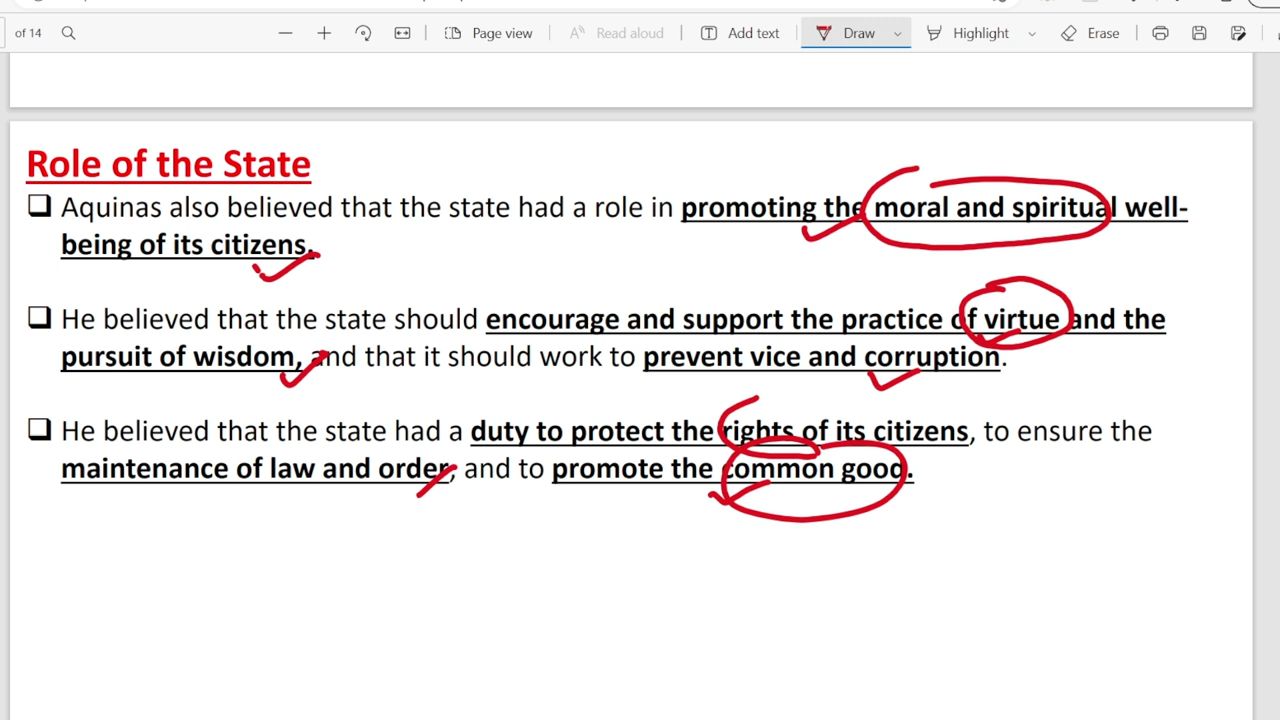 of 14
Page view
Read aloud
Add text
Draw
Highlight
Erase
Role of the State
Aquinas also believed that the state had a role in promoting the moral and spiritual well-
being of its citizens.
He believed that the state should encourage and support the practice of virtue and the
pursuit of wisdom, and that it should work to prevent vice and corruption.
He believed that the state had a duty to protect the rights of its citizens, to ensure the
maintenance of law and order, and to promote the common good.